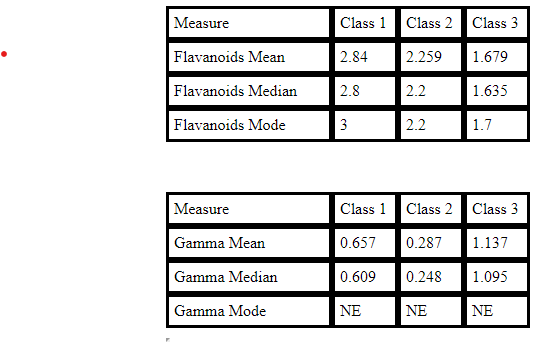 Measure Class 1 Class 2 Class 3
Flavanoids Mean 2.84 2.259 1.679
Flavanoids Median 2.8 2.2 1.635
Flavanoids Mode 3 2.2 1.7
Measure Class 1 Class 2 Class 3
Gamma Mean 0.657 0.287 1.137
Gamma Median 0.609 0.248 1.095
Gamma Mode NE NE NE